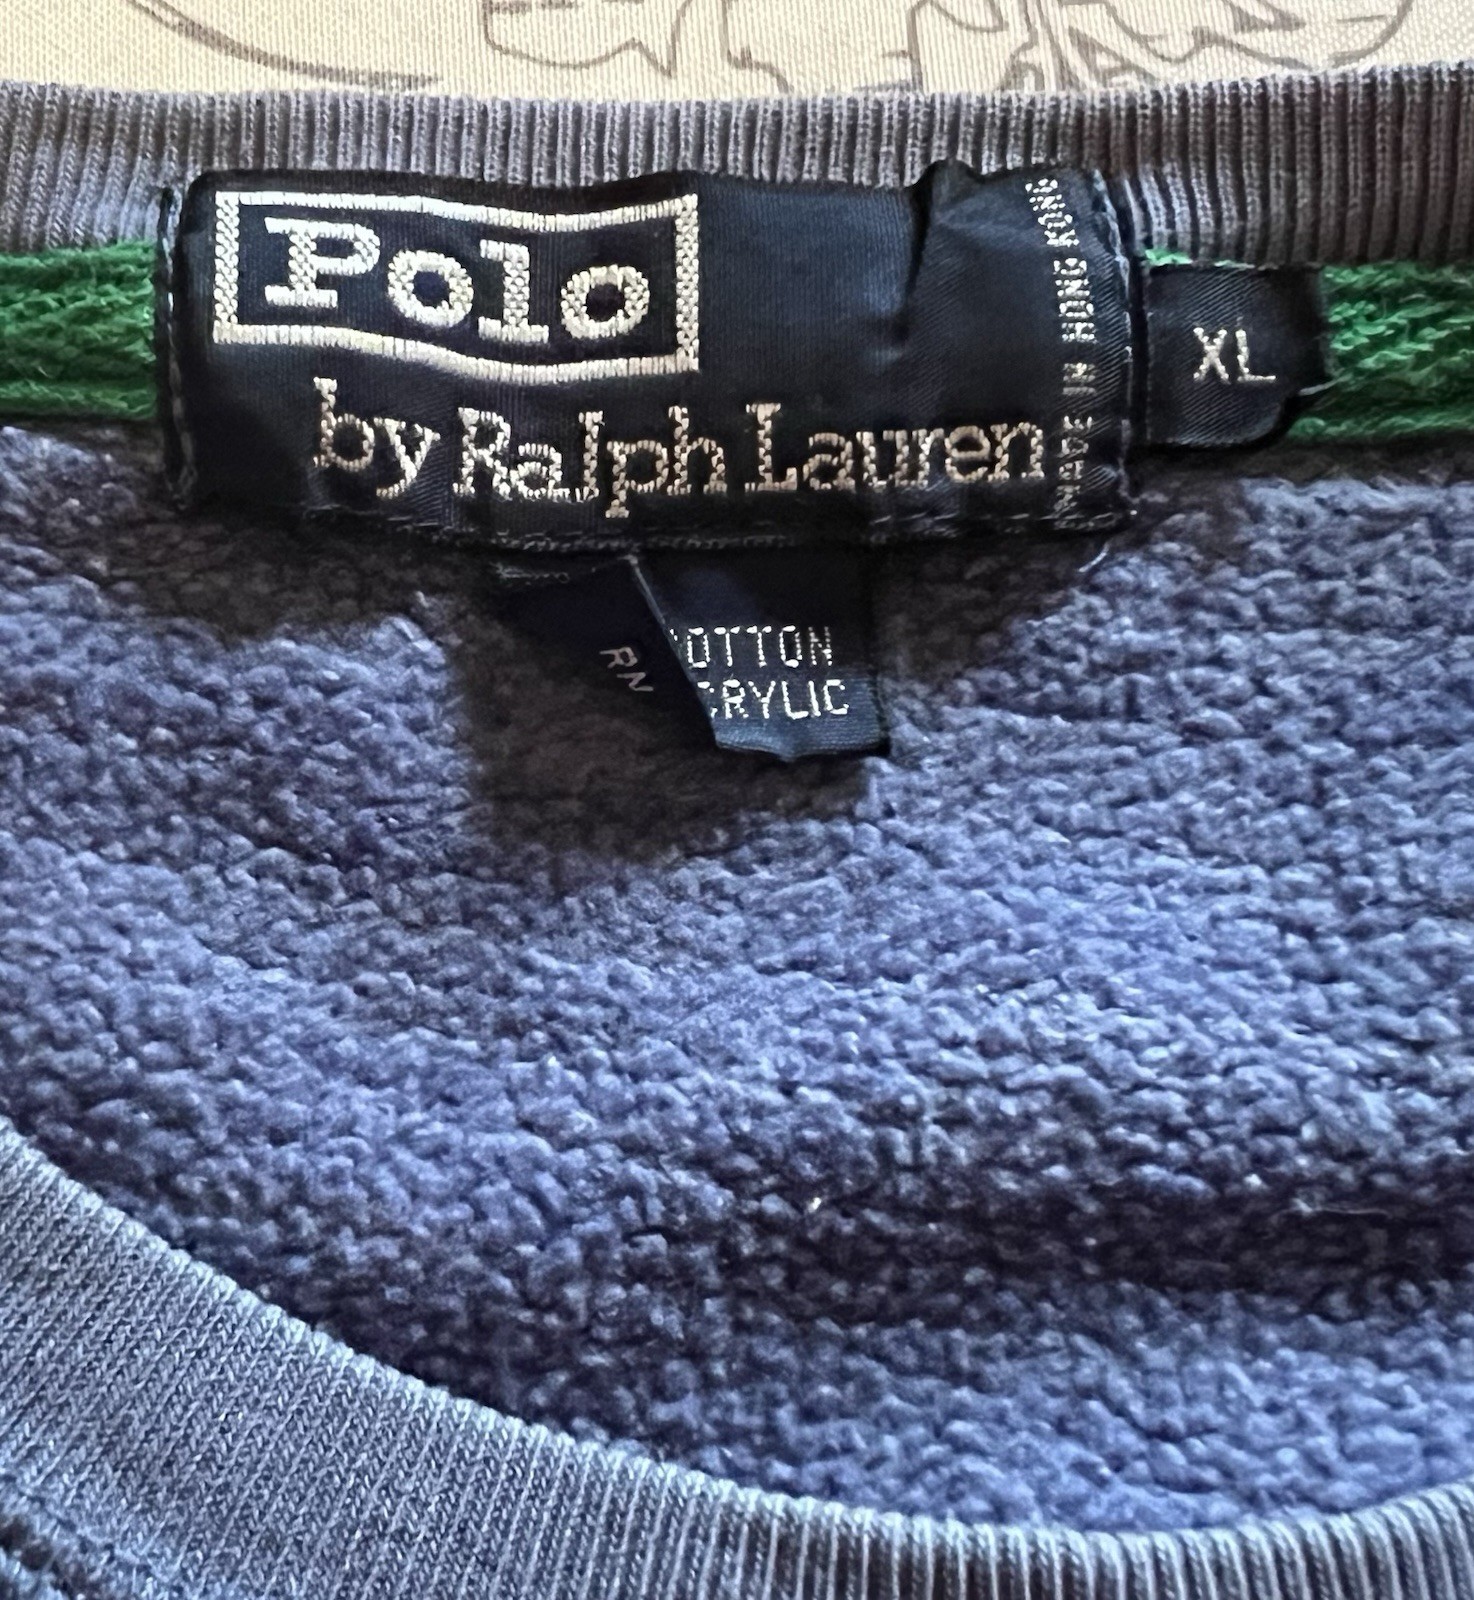 Polo
by Ralph Lauren
MADE IN HONG KONG
XL
OTTON
CRYLIC
RN